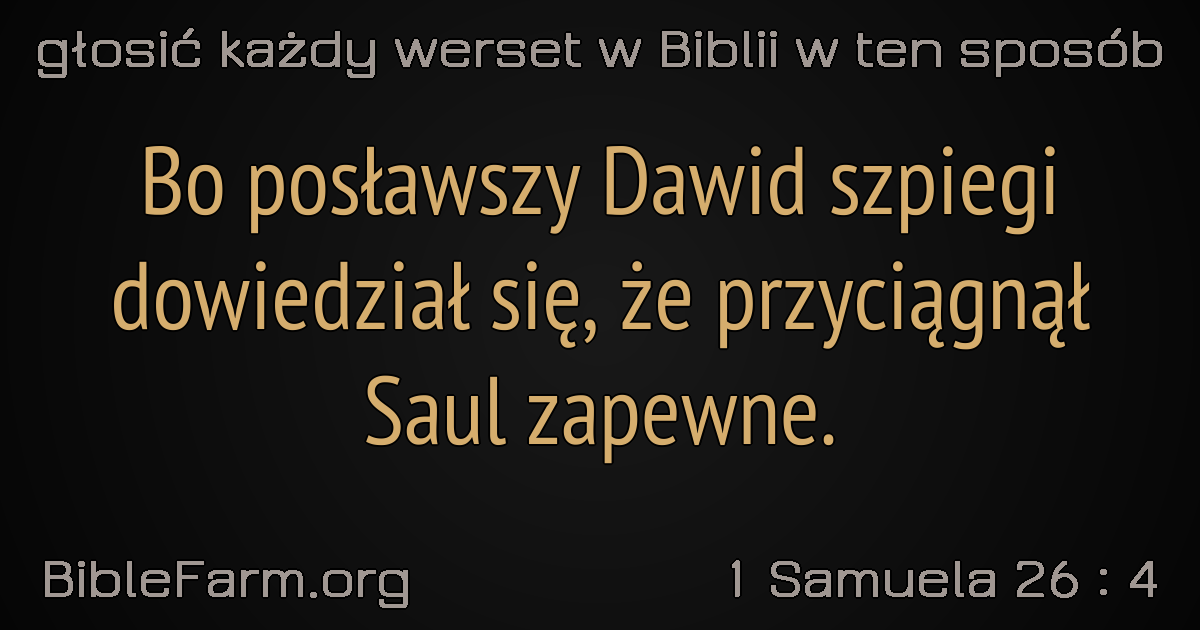 głosić każdy werset w Biblii w ten sposób
Bo posławszy Dawid szpiegi
dowiedział się, że przyciągnął
Saul zapewne.
BibleFarm.org
1 Samuela 26 : 4